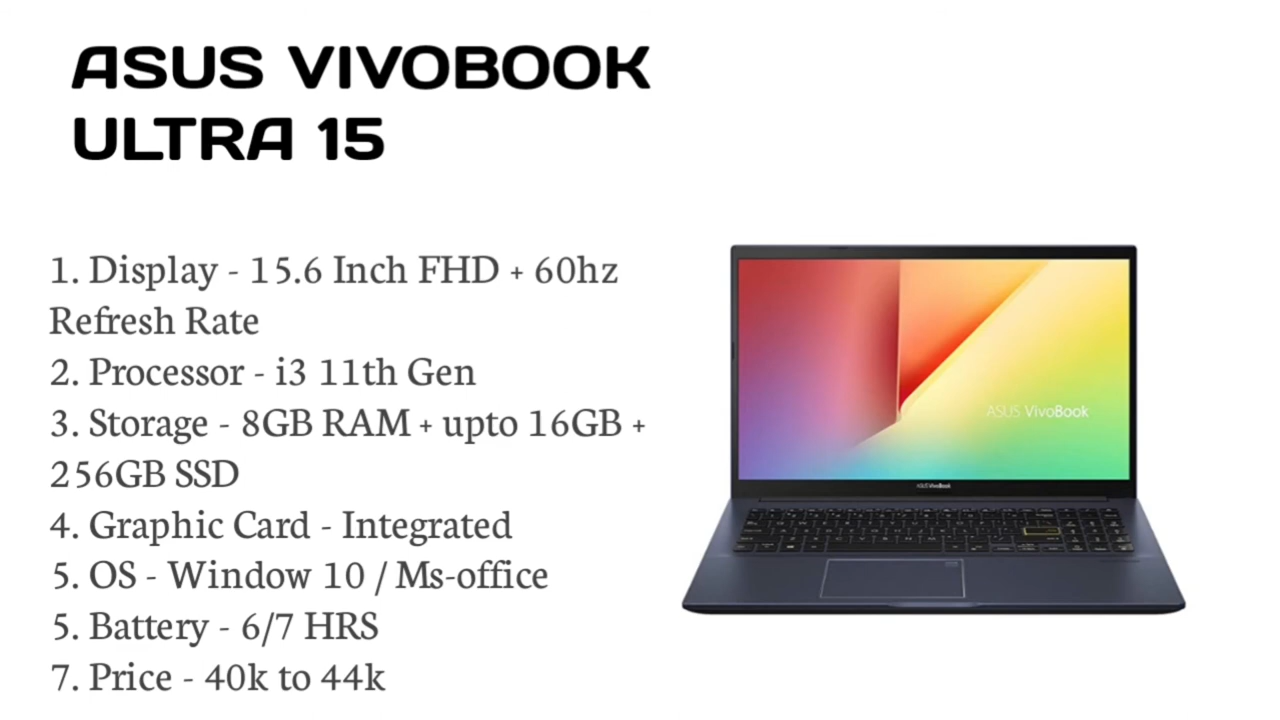 ASUS VIVOBOOK
ULTRA 15
1. Display - 15.6 Inch FHD + 60hz
Refresh Rate
2. Processor - i3 11th Gen
3. Storage - 8GB RAM + upto 16GB +
256GB SSD
4. Graphic Card - Integrated
5. OS - Window 10 / Ms-office
5. Battery - 6/7 HRS
7. Price - 40k to 44k
ASUS VivoBook
ASUS VivoBook